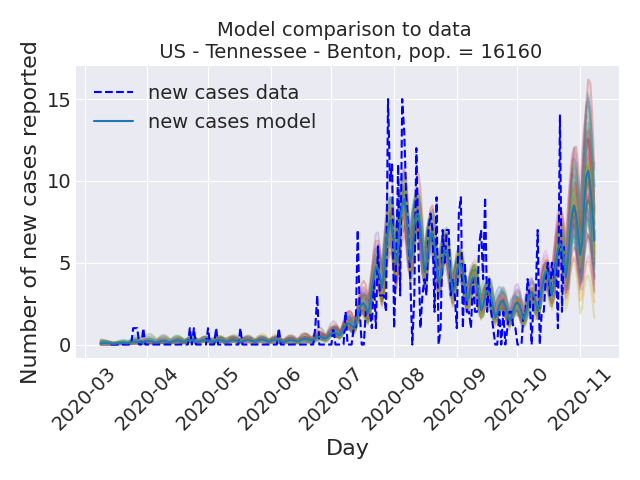 Model comparison to data
US - Tennessee - Benton, pop. = 16160
Number of new cases reported
15
10
5
0
new cases data
new cases model
2020-03
2020-04
2020-05
2020-06
2020-07
2020-08
2020-09
2020-10
2020-11
Day